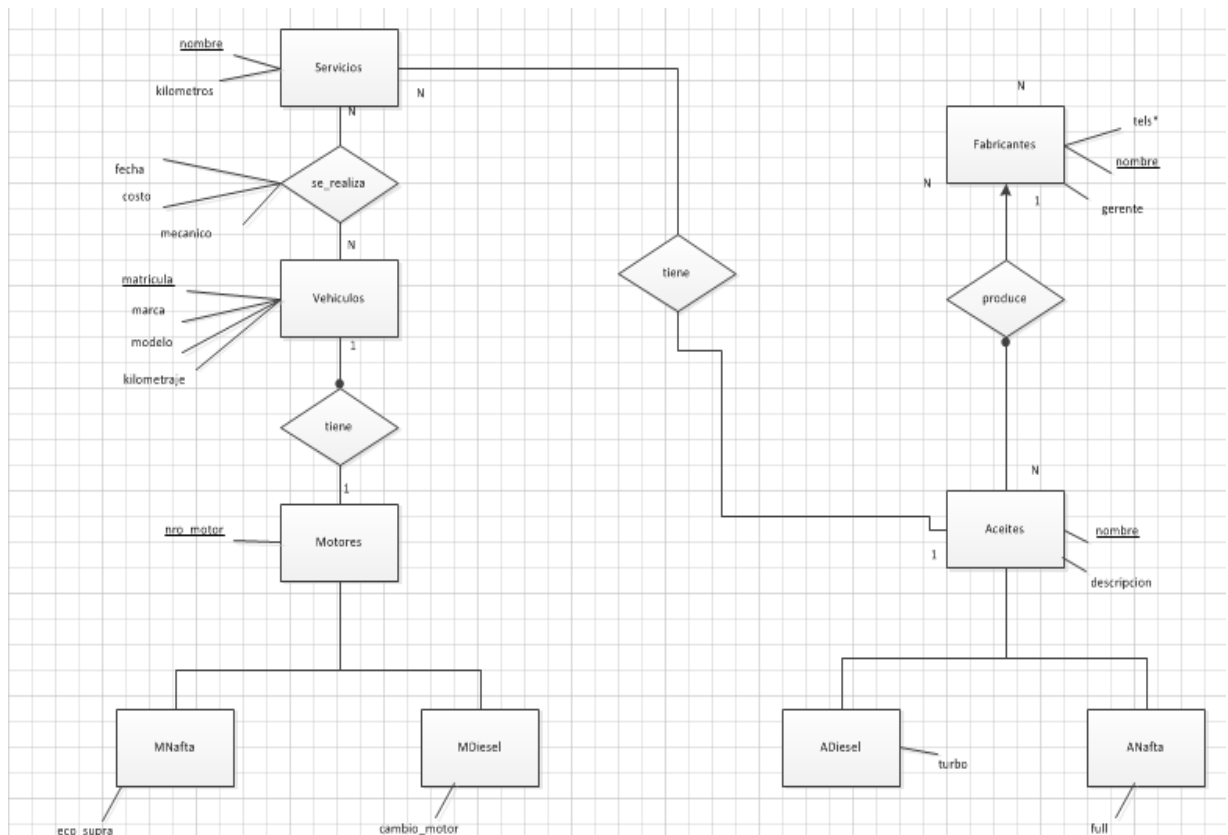 nombre
Servicios
kilometros
N
N
se_realiza
fecha
costo
mecanico
N
matricula
Vehiculos
marca
modelo
kilometraje
1
tiene
1
nro_motor
Motores
MNafta
MDiesel
eco_supra
cambio_motor
tiene
N
tels*
Fabricantes
nombre
N
1
gerente
produce
N
Aceites
nombre
1
descripcion
ADiesel
turbo
ANafta
full